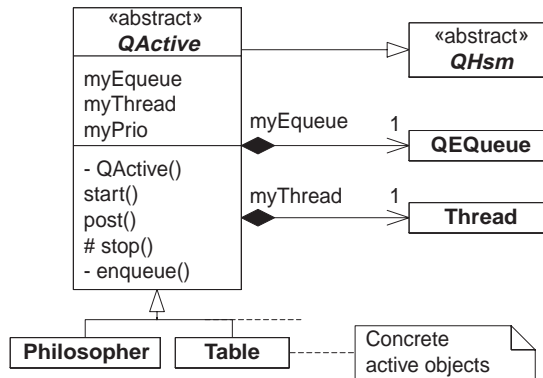 «abstract»
QActive
myEqueue
myThread
myPrio
- QActive()
start()
post()
# stop()
- enqueue()
«abstract»
QHsm
myEqueue 1
QEQueue
myThread 1
Thread
Philosopher
Table
Concrete
active objects